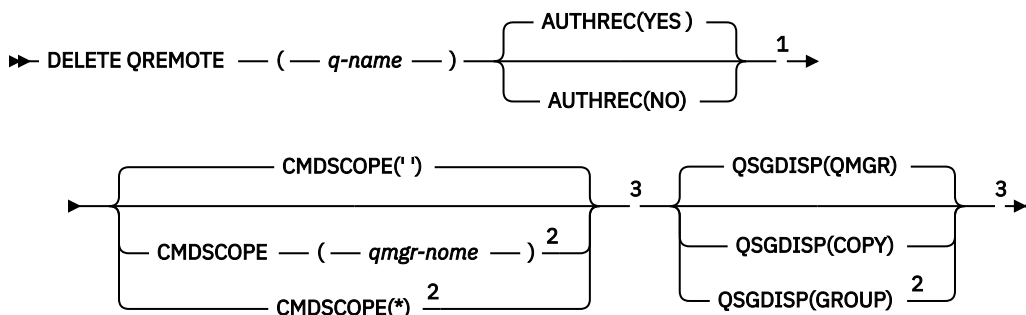 AUTHREC(YES )
DELETE QREMOTE ( q-name ) 1
AUTHREC(NO)
CMDSCOPE(' ') 3 QSGDISP(QMGR) 3
CMDSCOPE ( qmgr-nome ) 2 QSGDISP(COPY)
CMDSCOPE(*) 2 QSGDISP(GROUP) 2